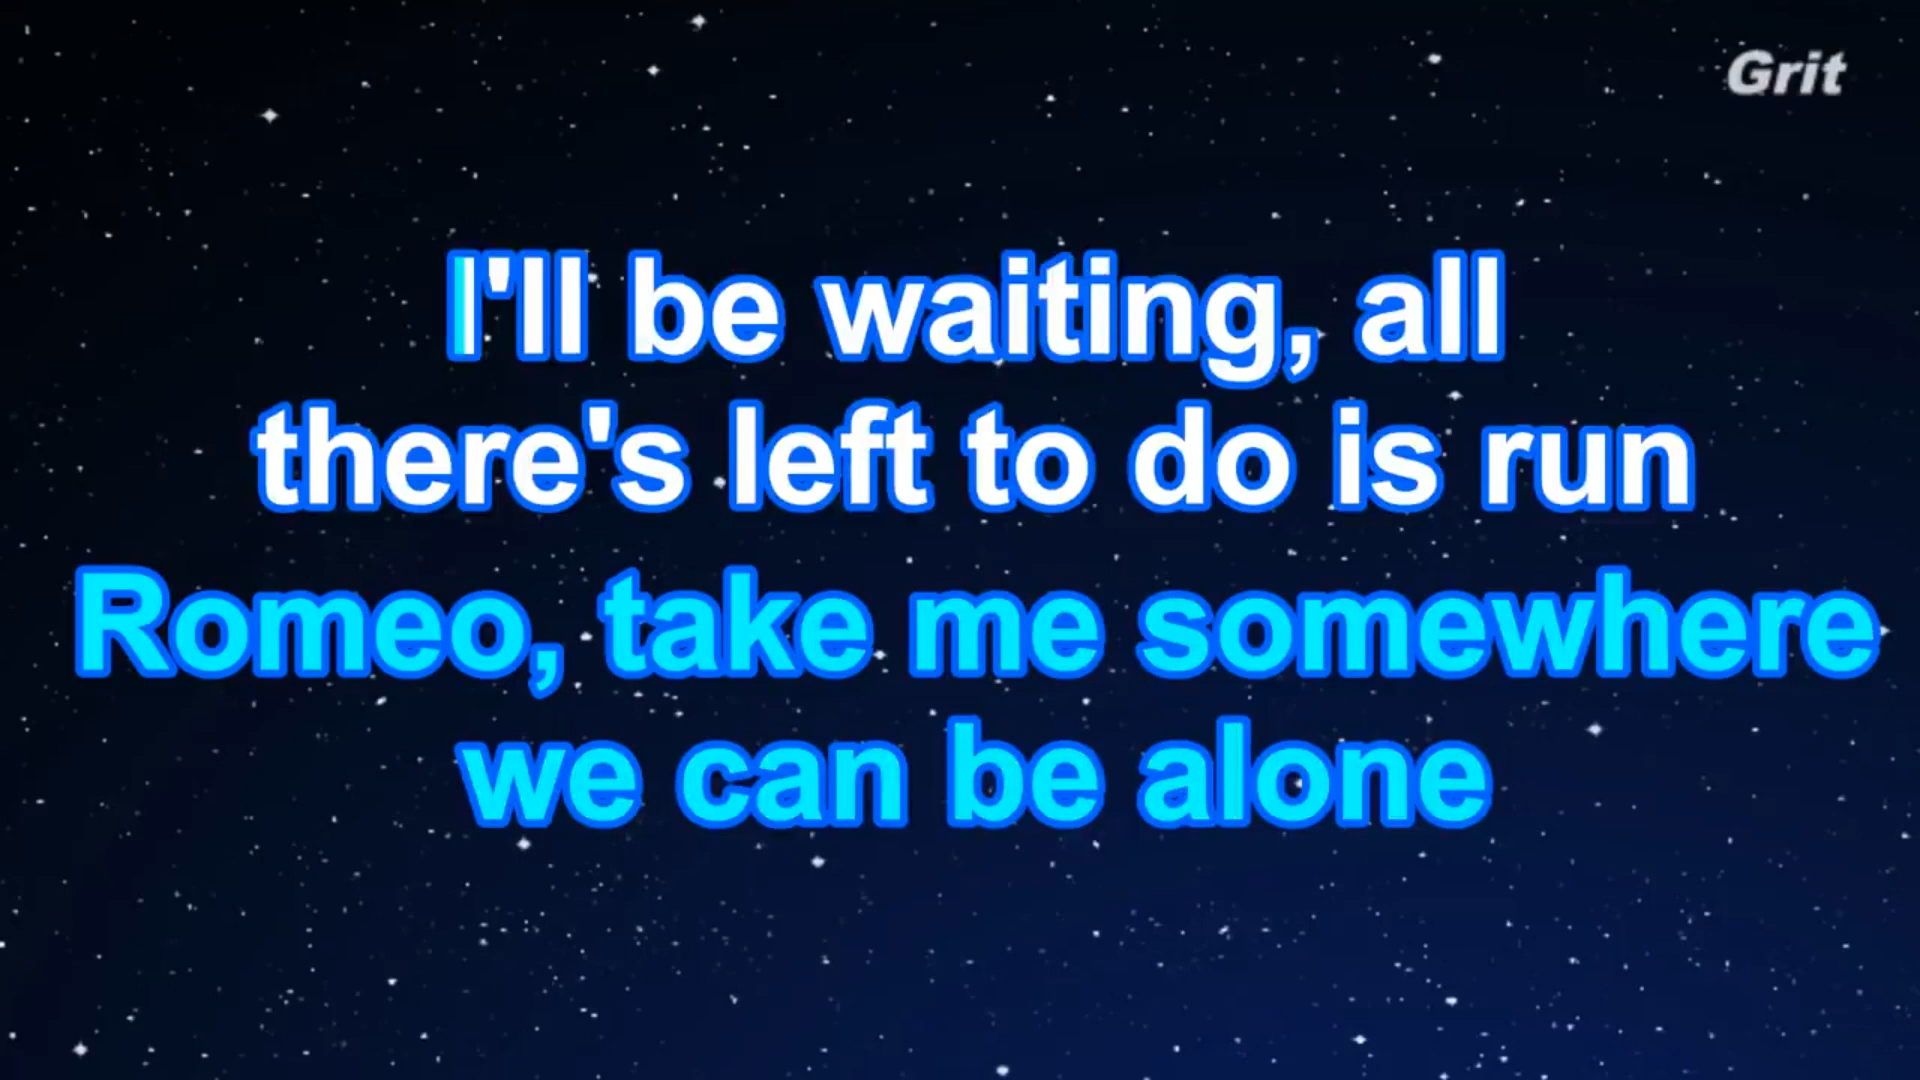 Grit
I'll be waiting, all
there's left to do is run
Romeo, take me somewhere
we can be alone